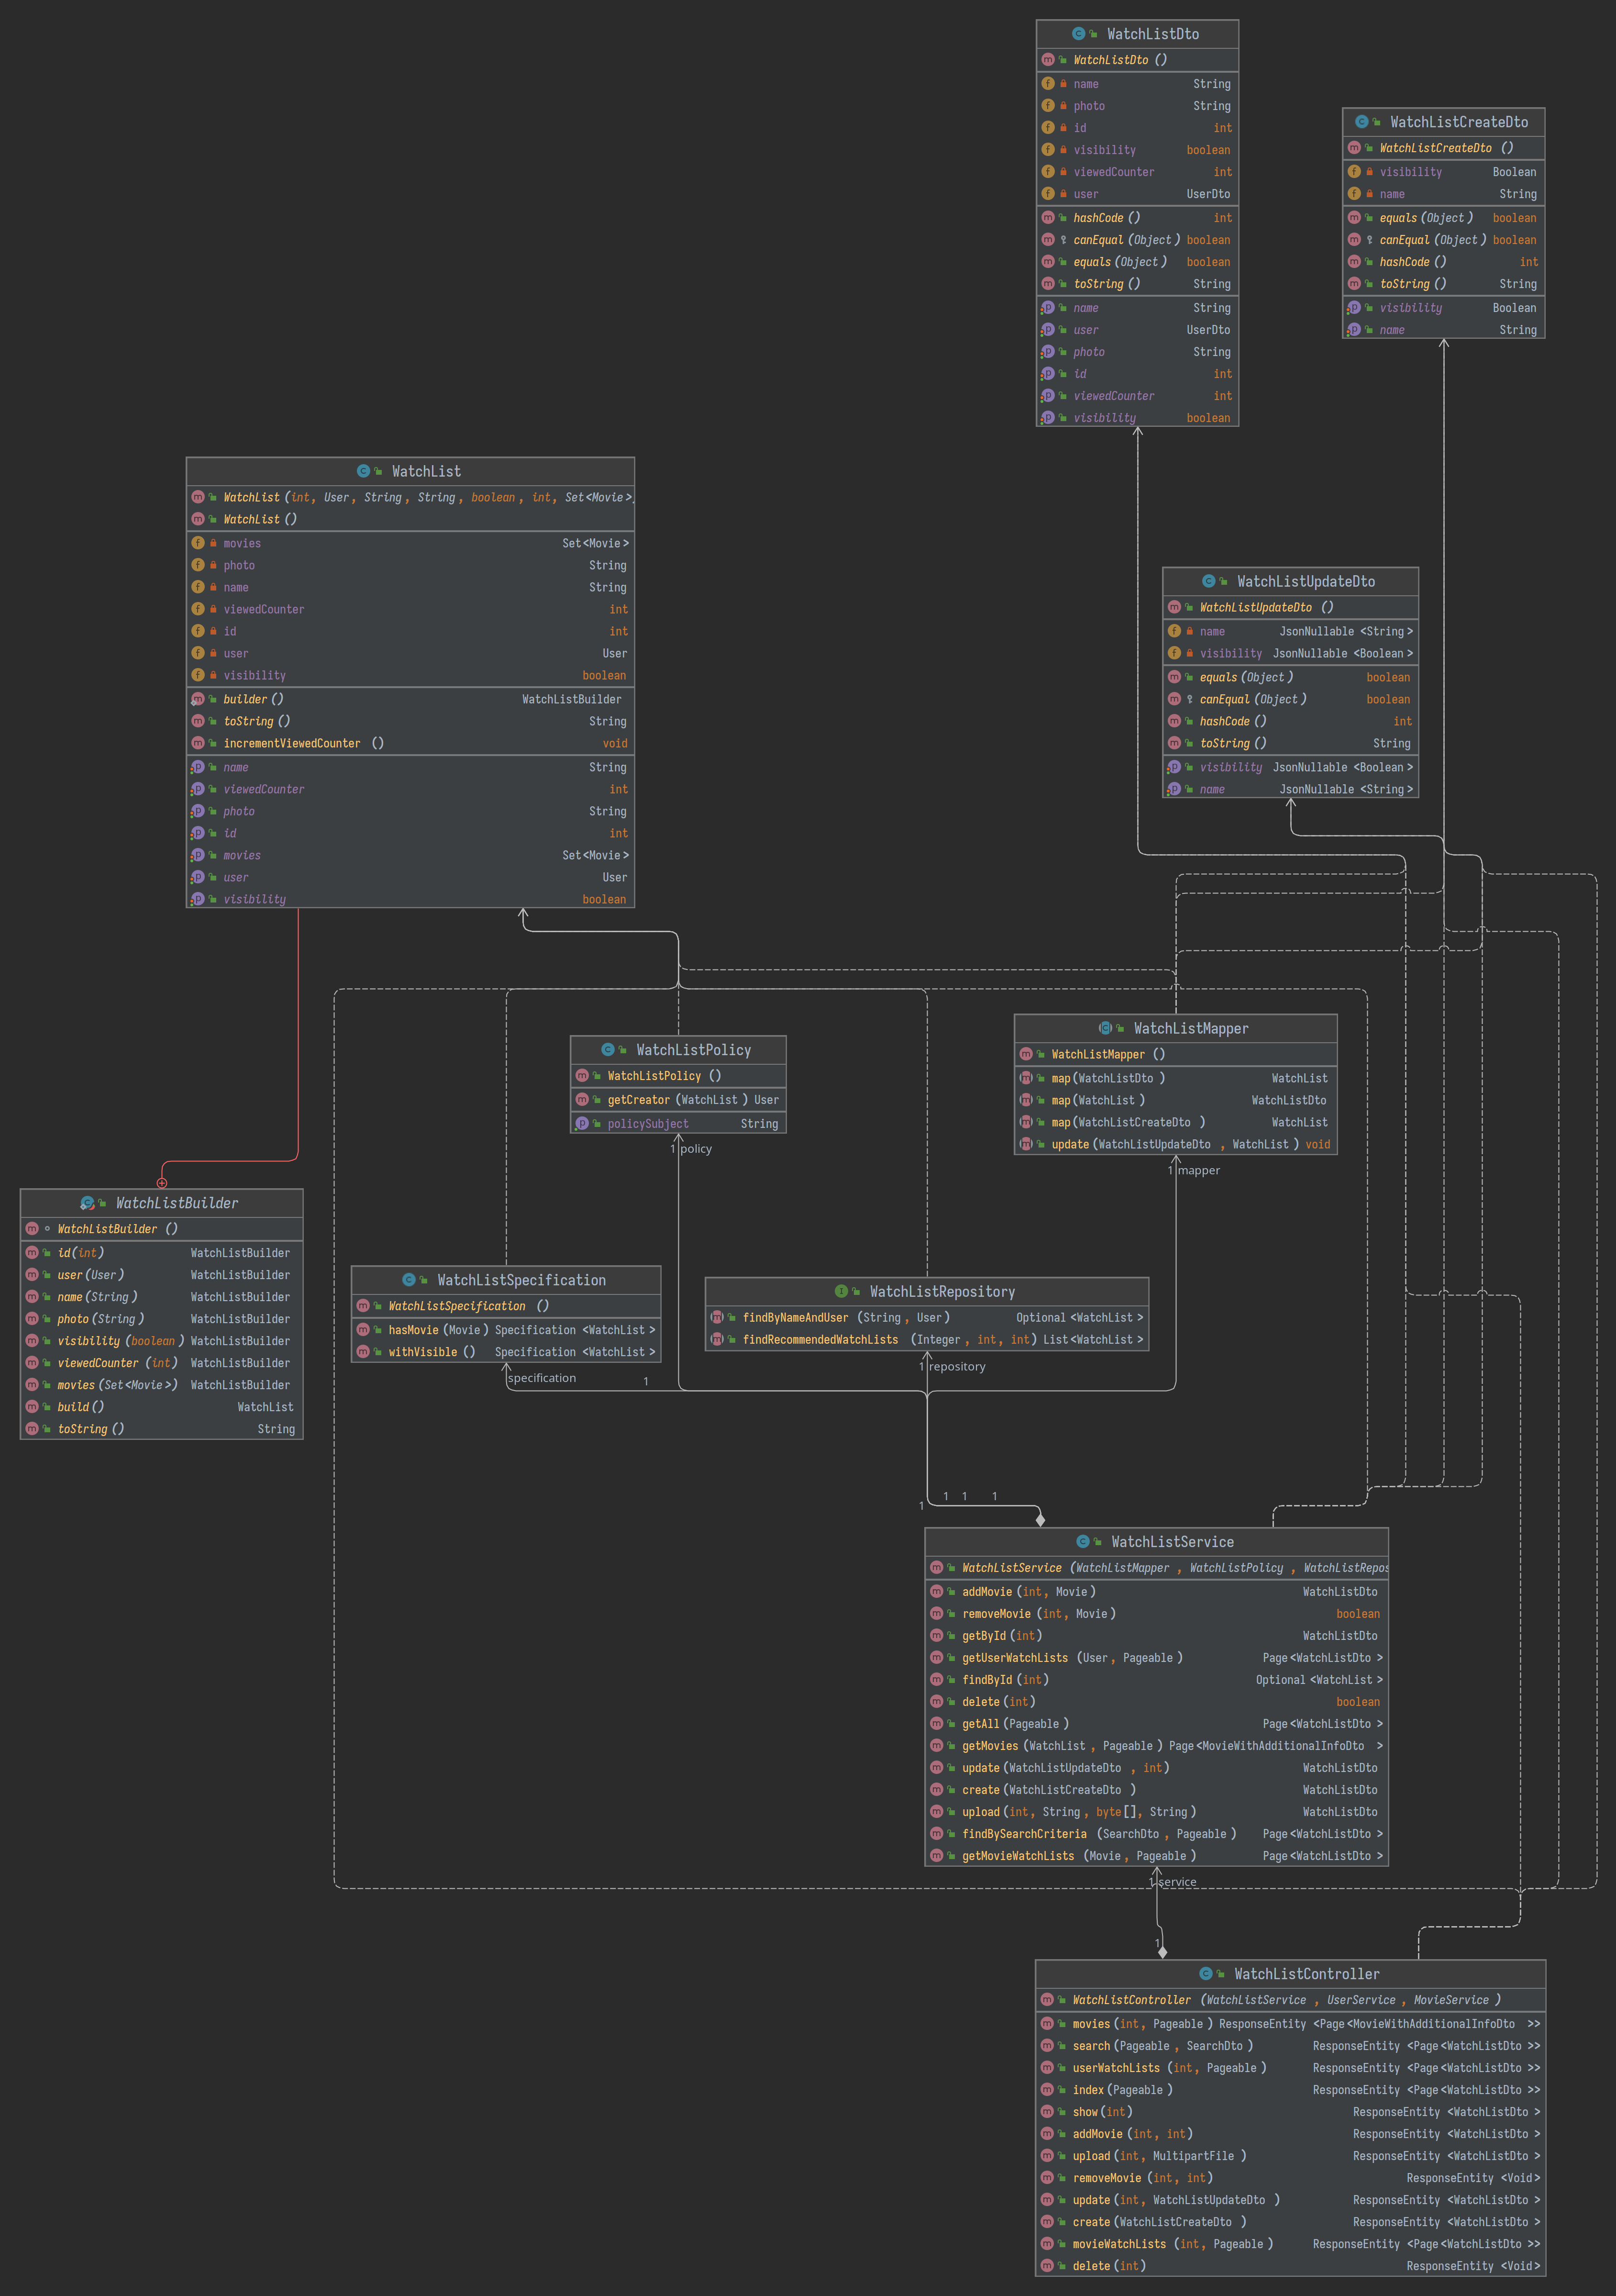 WatchListDto
WatchListDto ()
name String
photo String
id int
visibility boolean
viewedCounter int
user UserDto
hashCode () int
canEqual (Object) boolean
equals (Object) boolean
toString () String
name String
user UserDto
photo String
id int
viewedCounter int
visibility boolean
WatchListCreateDto
WatchListCreateDto ()
visibility Boolean
name String
equals (Object) boolean
canEqual (Object) boolean
hashCode () int
toString () String
visibility Boolean
name String
WatchList
WatchList (int, User, String, String, boolean, int, Set<Movie>
WatchList ()
movies Set<Movie>
photo String
name String
viewedCounter int
id int
user User
visibility boolean
builder () WatchListBuilder
toString () String
incrementViewedCounter () void
name String
viewedCounter int
photo String
id int
movies Set<Movie>
user User
visibility boolean
WatchListUpdateDto
WatchListUpdateDto ()
name JsonNullable <String>
visibility JsonNullable <Boolean>
equals (Object) boolean
canEqual (Object) boolean
hashCode () int
toString () String
visibility JsonNullable <Boolean>
name JsonNullable <String>
WatchListPolicy
WatchListPolicy ()
getCreator (WatchList) User
policySubject String
1 policy
WatchListMapper
WatchListMapper ()
map(WatchListDto) WatchList
map(WatchList) WatchListDto
map(WatchListCreateDto) WatchList
update (WatchListUpdateDto, WatchList) void
1 mapper
WatchListBuilder
WatchListBuilder ()
id(int) WatchListBuilder
user(User) WatchListBuilder
name(String) WatchListBuilder
photo(String) WatchListBuilder
visibility (boolean) WatchListBuilder
viewedCounter (int) WatchListBuilder
movies(Set<Movie>) WatchListBuilder
build() WatchList
toString () String
WatchListSpecification
WatchListSpecification ()
hasMovie (Movie) Specification <WatchList>
withVisible () Specification <WatchList>
specification 1
WatchListRepository
findByNameAndUser (String, User) Optional <WatchList>
findRecommendedWatchLists (Integer, int, int) List<WatchList>
1 repository
1 1 1 1
WatchListService
WatchListService (WatchListMapper, WatchListPolicy, WatchListRepos
addMovie (int, Movie) WatchListDto
removeMovie (int, Movie) boolean
getById (int) WatchListDto
getUserWatchLists (User, Pageable) Page<WatchListDto>
findById (int) Optional <WatchList>
delete(int) boolean
getAll (Pageable) Page<WatchListDto>
getMovies (WatchList, Pageable) Page<MovieWithAdditionalInfoDto>
update (WatchListUpdateDto, int) WatchListDto
create (WatchListCreateDto) WatchListDto
upload (int, String, byte[], String) WatchListDto
findBySearchCriteria (SearchDto, Pageable) Page<WatchListDto>
getMovieWatchLists (Movie, Pageable) Page<WatchListDto>
1 service
1
WatchListController
WatchListController (WatchListService, UserService, MovieService)
movies(int, Pageable) ResponseEntity <Page<MovieWithAdditionalInfoDto>>
search(Pageable, SearchDto) ResponseEntity <Page<WatchListDto>>
userWatchLists (int, Pageable) ResponseEntity <Page<WatchListDto>>
index(Pageable) ResponseEntity <Page<WatchListDto>>
show(int) ResponseEntity <WatchListDto>
addMovie (int, int) ResponseEntity <WatchListDto>
upload (int, MultipartFile) ResponseEntity <WatchListDto>
removeMovie (int, int) ResponseEntity <Void>
update (int, WatchListUpdateDto) ResponseEntity <WatchListDto>
create(WatchListCreateDto) ResponseEntity <WatchListDto>
movieWatchLists (int, Pageable) ResponseEntity <Page<WatchListDto>>
delete(int) ResponseEntity <Void>